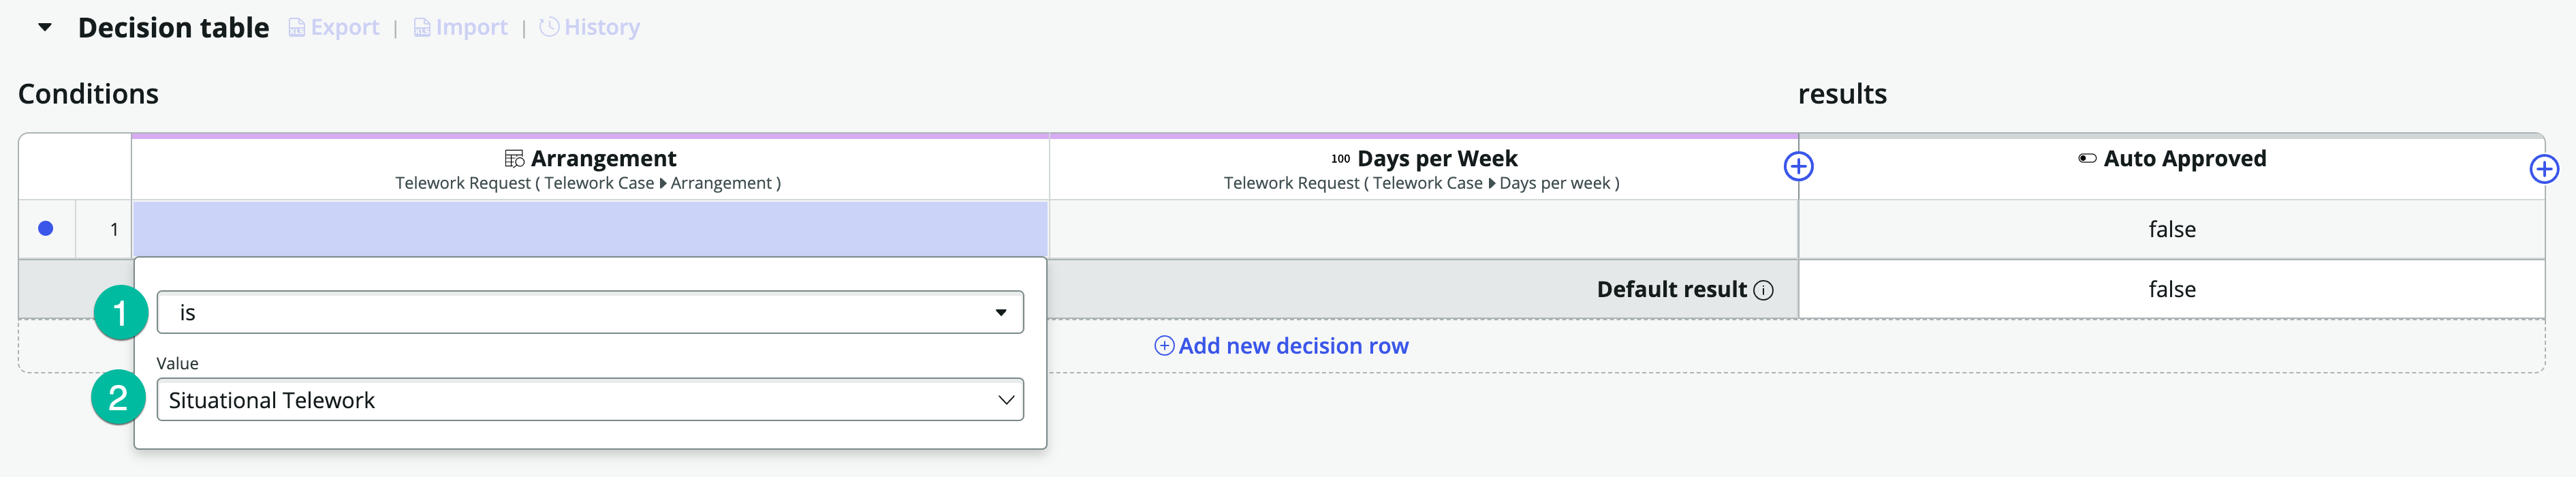 Decision table Export | Import | History
Conditions
results
Arrangement
Telework Request ( Telework Case Arrangement )
100 Days per Week
Telework Request ( Telework Case Days per week )
Auto Approved
1
false
1
is
Default result
false
Value
2
Situational Telework
Add new decision row